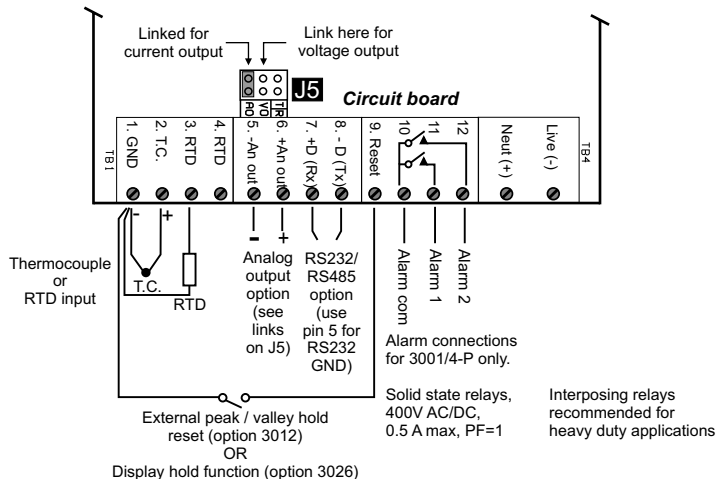 Linked for
current output
Link here for
voltage output
J5
AO
VO
TR
Circuit board
TB1
1. GND
2. T.C.
3. RTD
4. RTD
5. -An out
6. +An out
7. +D (Rx)
8. - D (Tx)
9. Reset
10
11
12
Neut (+)
Live (-)
TB4
- +
- +
Thermocouple
or
RTD input
T.C.
RTD
Analog
output
option
(see
links
on J5)
RS232/
RS485
option
(use
pin 5 for
RS232
GND)
Alarm com
Alarm 1
Alarm 2
Alarm connections
for 3001/4-P only.
Solid state relays,
400V AC/DC,
0.5 A max, PF=1
Interposing relays
recommended for
heavy duty applications
External peak / valley hold
reset (option 3012)
OR
Display hold function (option 3026)